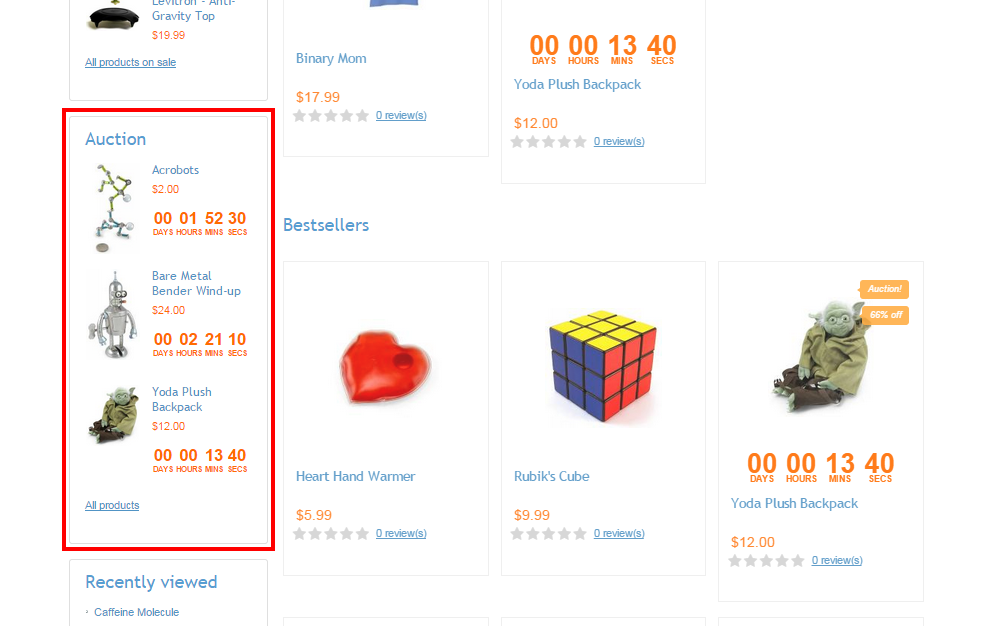 Levitron - Anti-
Gravity Top
$19.99
All products on sale
Auction
Acrobots
$2.00
00 01 52 30
DAYS HOURS MINS SECS
Bare Metal
Bender Wind-up
$24.00
00 02 21 10
DAYS HOURS MINS SECS
Yoda Plush
Backpack
$12.00
00 00 13 40
DAYS HOURS MINS SECS
All products
Recently viewed
Caffeine Molecule
Binary Mom
$17.99
0 review(s)
00 00 13 40
DAYS HOURS MINS SECS
Yoda Plush Backpack
$12.00
0 review(s)
Bestsellers
Heart Hand Warmer
$5.99
0 review(s)
Rubik's Cube
$9.99
0 review(s)
Auction!
66% off
00 00 13 40
DAYS HOURS MINS SECS
Yoda Plush Backpack
$12.00
0 review(s)